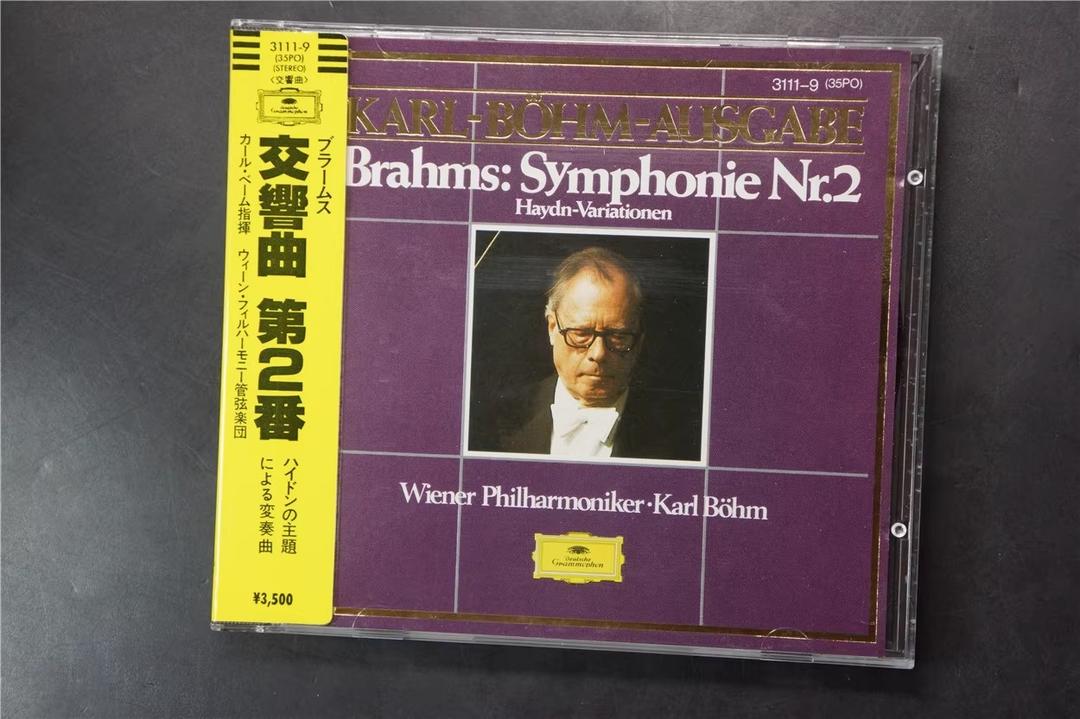 3111-9
(35PO)
(STEREO)
〈交響曲〉
Deutsche
Grammophon
ブラームス
交響曲 第2番
カール・ベーム指揮 ウィーン・フィルハーモニー管弦楽団
ハイドンの主題
による変奏曲
¥3,500
3111-9 (35PO)
KARL-BÖHM-AUSGABE
Brahms: Symphonie Nr.2
Haydn-Variationen
Wiener Philharmoniker·Karl Böhm
Deutsche
Grammophon